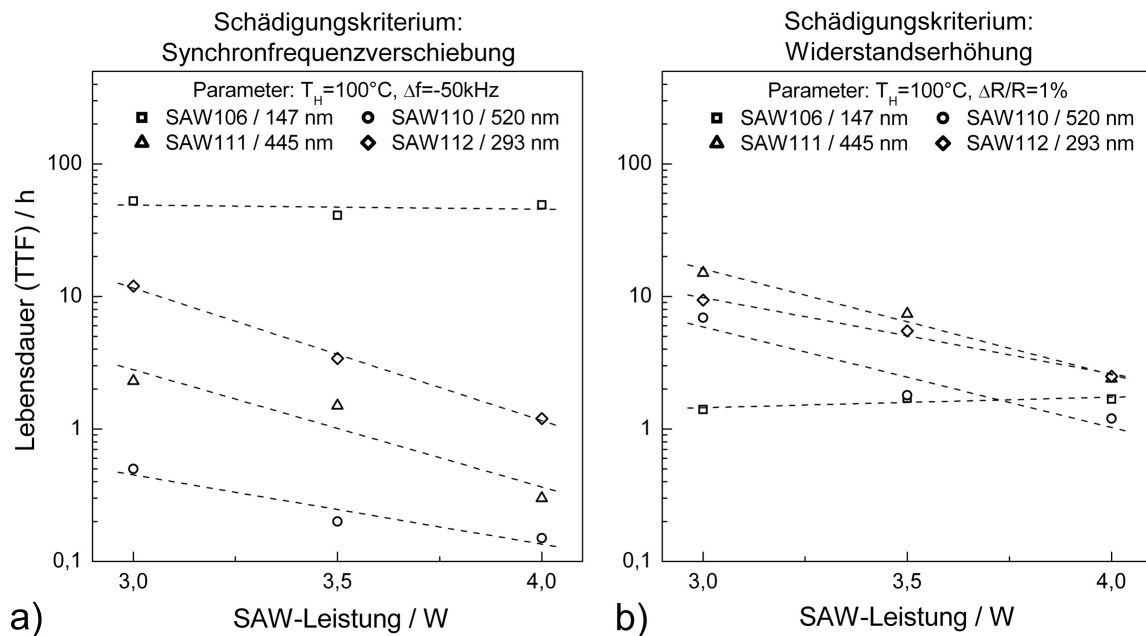 Schädigungskriterium:
Synchronfrequenzverschiebung
Parameter: T_H=100°C, Δf=-50kHz
SAW106 / 147 nm
SAW110 / 520 nm
SAW111 / 445 nm
SAW112 / 293 nm
Lebensdauer (TTF) / h
100
10
1
0,1
3,0
3,5
4,0
SAW-Leistung / W
a)
Schädigungskriterium:
Widerstandserhöhung
Parameter: T_H=100°C, ΔR/R=1%
SAW106 / 147 nm
SAW110 / 520 nm
SAW111 / 445 nm
SAW112 / 293 nm
100
10
1
0,1
3,0
3,5
4,0
SAW-Leistung / W
b)